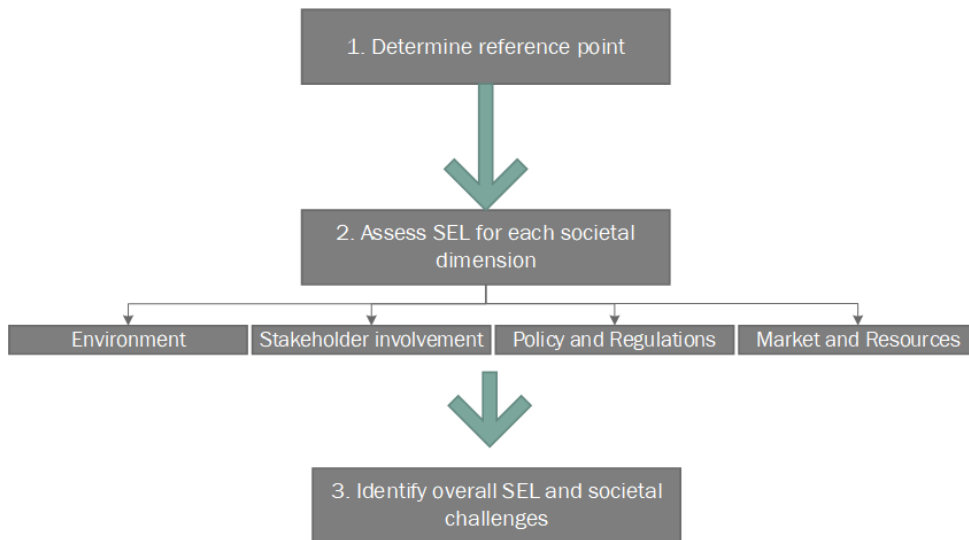 1. Determine reference point
2. Assess SEL for each societal
dimension
Environment
Stakeholder involvement
Policy and Regulations
Market and Resources
3. Identify overall SEL and societal
challenges